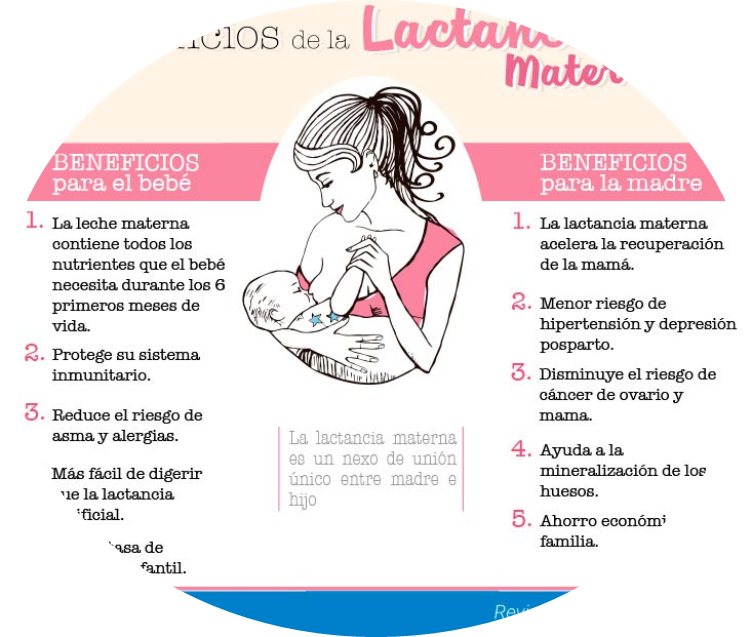 de la
Mater
BENEFICIOS
para el bebé
1. La leche materna
contiene todos los
nutrientes que el bebé
necesita durante los 6
primeros meses de
vida.
2. Protege su sistema
inmunitario.
3. Reduce el riesgo de
asma y alergias.
Más fácil de digerir
la lactancia
La lactancia materna
es un nexo de unión
único entre madre e
hijo
BENEFICIOS
para la madre
1. La lactancia materna
acelera la recuperación
de la mamá.
2. Menor riesgo de
hipertensión y depresión
posparto.
3. Disminuye el riesgo de
cáncer de ovario y
mama.
4. Ayuda a la
mineralización de los
huesos.
5. Ahorro
familia.